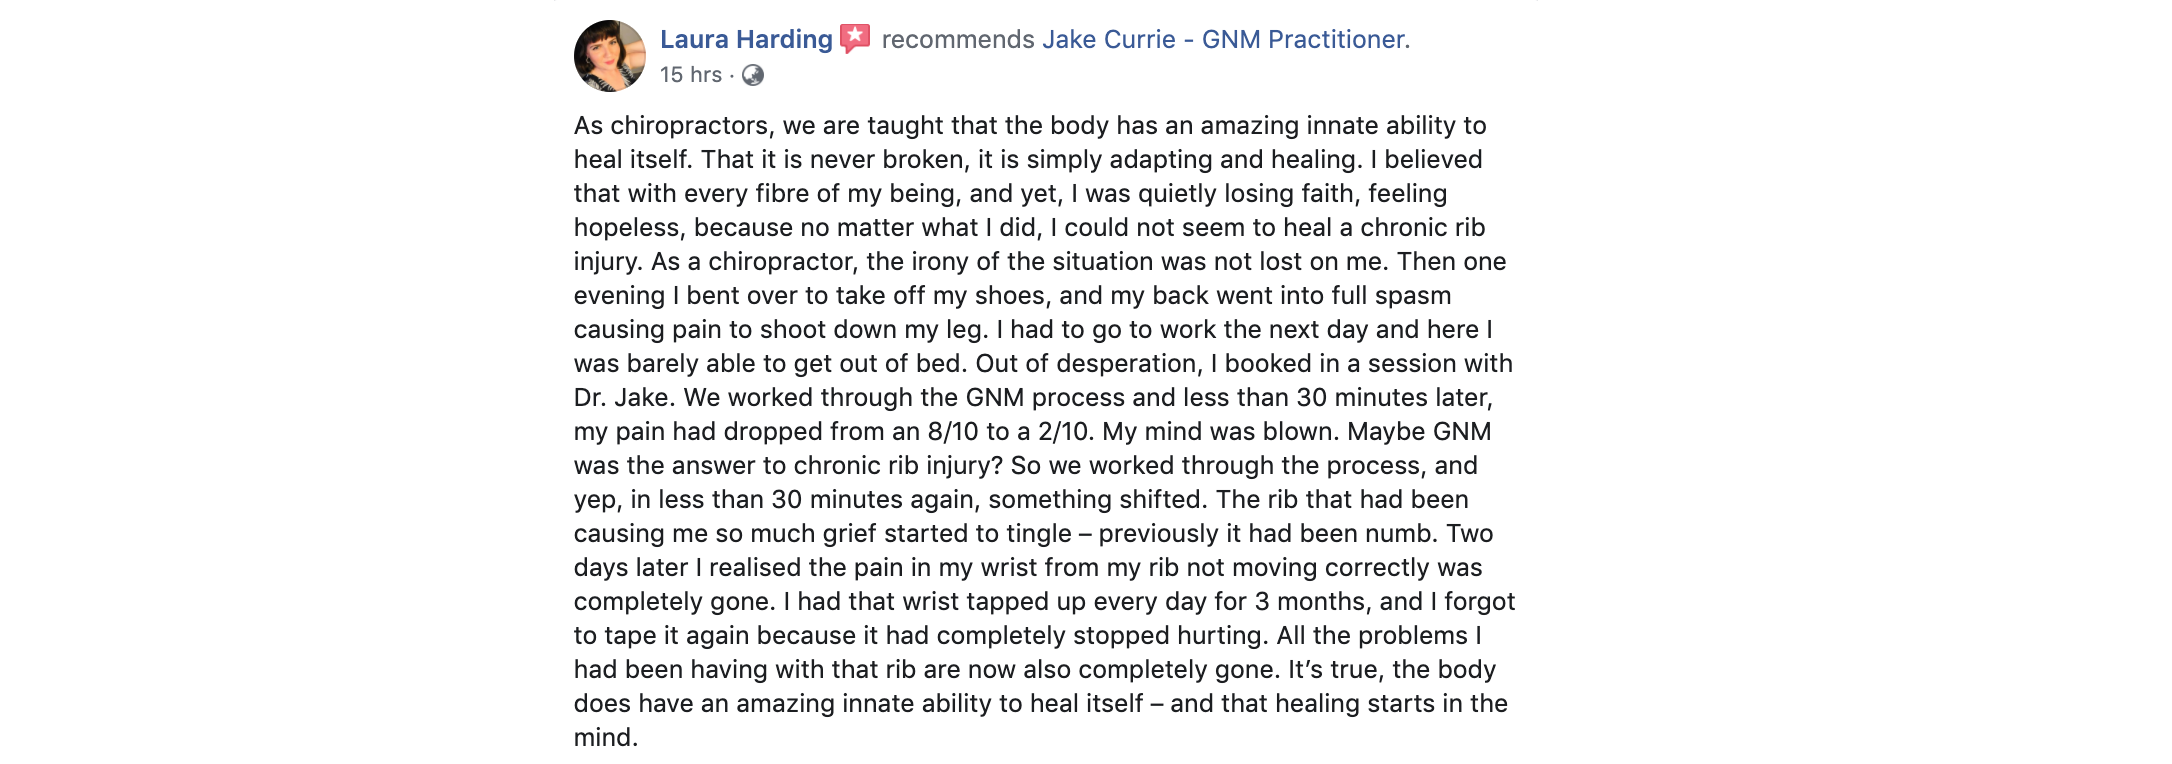 Laura Harding recommends Jake Currie - GNM Practitioner.
15 hrs ·
As chiropractors, we are taught that the body has an amazing innate ability to
heal itself. That it is never broken, it is simply adapting and healing. I believed
that with every fibre of my being, and yet, I was quietly losing faith, feeling
hopeless, because no matter what I did, I could not seem to heal a chronic rib
injury. As a chiropractor, the irony of the situation was not lost on me. Then one
evening I bent over to take off my shoes, and my back went into full spasm
causing pain to shoot down my leg. I had to go to work the next day and here I
was barely able to get out of bed. Out of desperation, I booked in a session with
Dr. Jake. We worked through the GNM process and less than 30 minutes later,
my pain had dropped from an 8/10 to a 2/10. My mind was blown. Maybe GNM
was the answer to chronic rib injury? So we worked through the process, and
yep, in less than 30 minutes again, something shifted. The rib that had been
causing me so much grief started to tingle – previously it had been numb. Two
days later I realised the pain in my wrist from my rib not moving correctly was
completely gone. I had that wrist tapped up every day for 3 months, and I forgot
to tape it again because it had completely stopped hurting. All the problems I
had been having with that rib are now also completely gone. It’s true, the body
does have an amazing innate ability to heal itself – and that healing starts in the
mind.